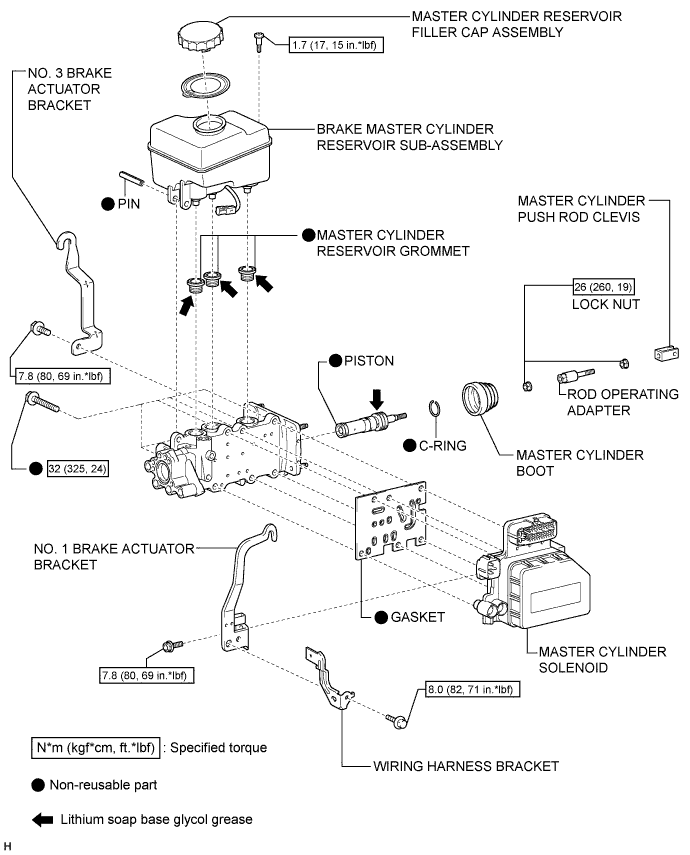 MASTER CYLINDER RESERVOIR
FILLER CAP ASSEMBLY
1.7 (17, 15 in.*lbf)
NO. 3 BRAKE
ACTUATOR
BRACKET
BRAKE MASTER CYLINDER
RESERVOIR SUB-ASSEMBLY
PIN
MASTER CYLINDER
PUSH ROD CLEVIS
MASTER CYLINDER
RESERVOIR GROMMET
26 (260, 19)
LOCK NUT
7.8 (80, 69 in.*lbf)
PISTON
ROD OPERATING
ADAPTER
C-RING
MASTER CYLINDER
BOOT
32 (325, 24)
NO. 1 BRAKE ACTUATOR
BRACKET
GASKET
MASTER CYLINDER
SOLENOID
7.8 (80, 69 in.*lbf)
8.0 (82, 71 in.*lbf)
N*m (kgf*cm, ft.*lbf) : Specified torque
WIRING HARNESS BRACKET
Non-reusable part
Lithium soap base glycol grease
H